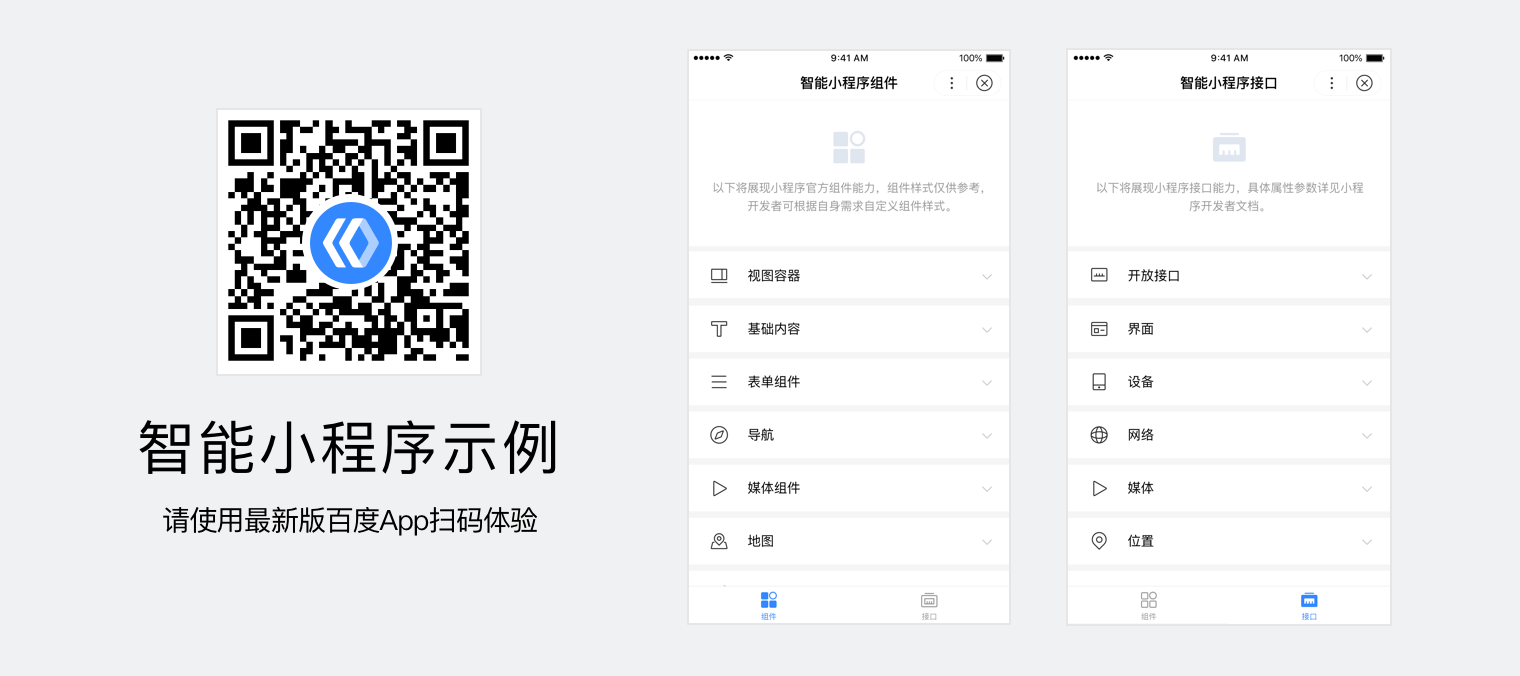 智能小程序示例
请使用最新版百度App扫码体验
9:41 AM
100%
智能小程序组件
以下将展现小程序官方组件能力，组件样式仅供参考，
开发者可根据自身需求自定义组件样式。
视图容器
基础内容
表单组件
导航
媒体组件
地图
组件
接口
9:41 AM
100%
智能小程序接口
以下将展现小程序接口能力，具体属性参数详见小程
序开发者文档。
开放接口
界面
设备
网络
媒体
位置
组件
接口